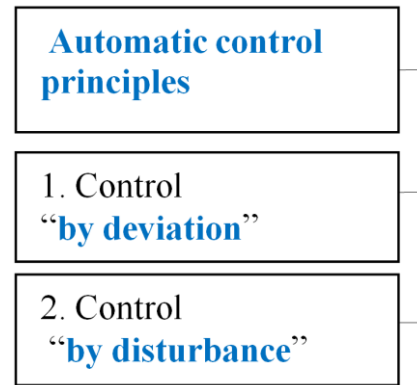 Automatic control
principles
1. Control
“by deviation”
2. Control
“by disturbance”